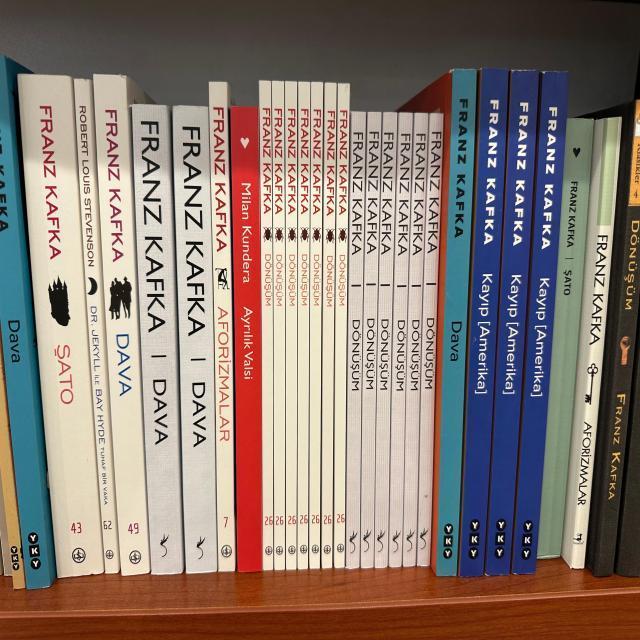 KAFKA
Dava
YKY
YKY
FRANZ KAFKA
ŞATO
43
ROBERT LOUIS STEVENSON
DR. JEKYLL İLE BAY HYDE TUHAF BİR VAKA
62
FRANZ KAFKA
DAVA
49
FRANZ KAFKA | DAVA
FRANZ KAFKA | DAVA
FRANZ KAFKA
AFORİZMALAR
7
Milan Kundera
Ayrılık Valsi
FRANZ KAFKA
DÖNÜŞÜM
26
FRANZ KAFKA
DÖNÜŞÜM
26
FRANZ KAFKA
DÖNÜŞÜM
26
FRANZ KAFKA
DÖNÜŞÜM
26
FRANZ KAFKA
DÖNÜŞÜM
26
FRANZ KAFKA
DÖNÜŞÜM
26
FRANZ KAFKA
DÖNÜŞÜM
26
FRANZ KAFKA | DÖNÜŞÜM
FRANZ KAFKA | DÖNÜŞÜM
FRANZ KAFKA | DÖNÜŞÜM
FRANZ KAFKA | DÖNÜŞÜM
FRANZ KAFKA | DÖNÜŞÜM
FRANZ KAFKA | DÖNÜŞÜM
FRANZ KAFKA
Dava
YKY
FRANZ KAFKA
Kayıp [Amerika]
YKY
FRANZ KAFKA
Kayıp [Amerika]
YKY
FRANZ KAFKA
Kayıp [Amerika]
YKY
FRANZ KAFKA | ŞATO
FRANZ KAFKA
AFORİZMALAR
FRANZ KAFKA
DÖNÜŞÜM